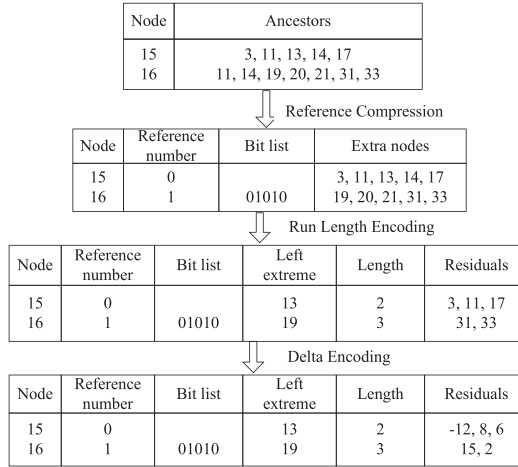 Node Ancestors
15 3, 11, 13, 14, 17
16 11, 14, 19, 20, 21, 31, 33
Reference Compression
Node Reference number Bit list Extra nodes
15 0 3, 11, 13, 14, 17
16 1 01010 19, 20, 21, 31, 33
Run Length Encoding
Node Reference number Bit list Left extreme Length Residuals
15 0 13 2 3, 11, 17
16 1 01010 19 3 31, 33
Delta Encoding
Node Reference number Bit list Left extreme Length Residuals
15 0 13 2 -12, 8, 6
16 1 01010 19 3 15, 2